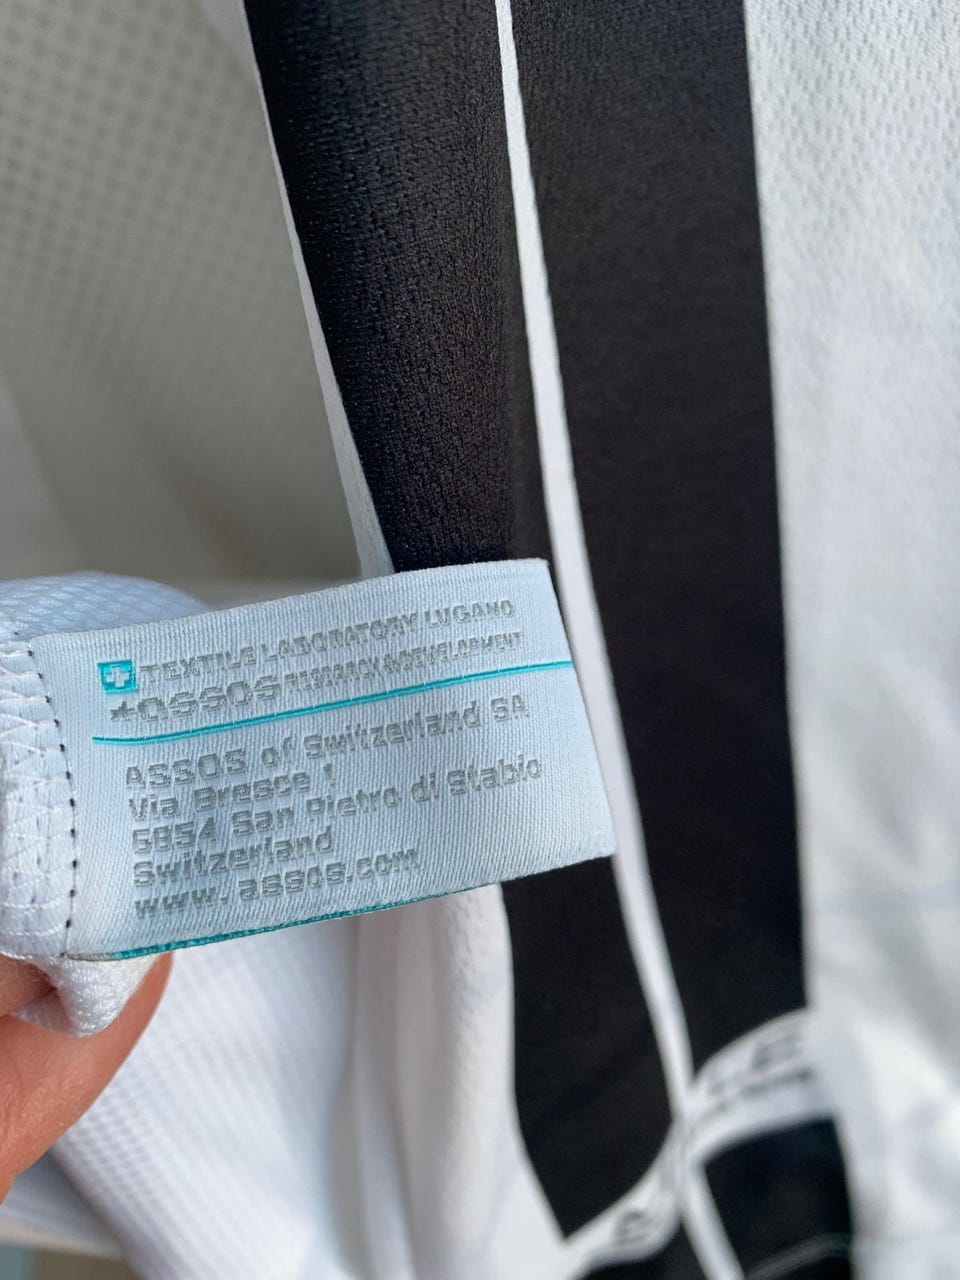 TEXTILE LABORATORY LUGANO
ASSOS RESEARCH & DEVELOPMENT
ASSOS of Switzerland SA
Via Bresce 1
6854 San Pietro di Stabio
Switzerland
www.assos.com